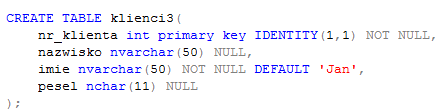 CREATE TABLE klienci3(
nr_klienta int primary key IDENTITY(1,1) NOT NULL,
nazwisko nvarchar(50) NULL,
imie nvarchar(50) NOT NULL DEFAULT 'Jan',
pesel nchar(11) NULL
);